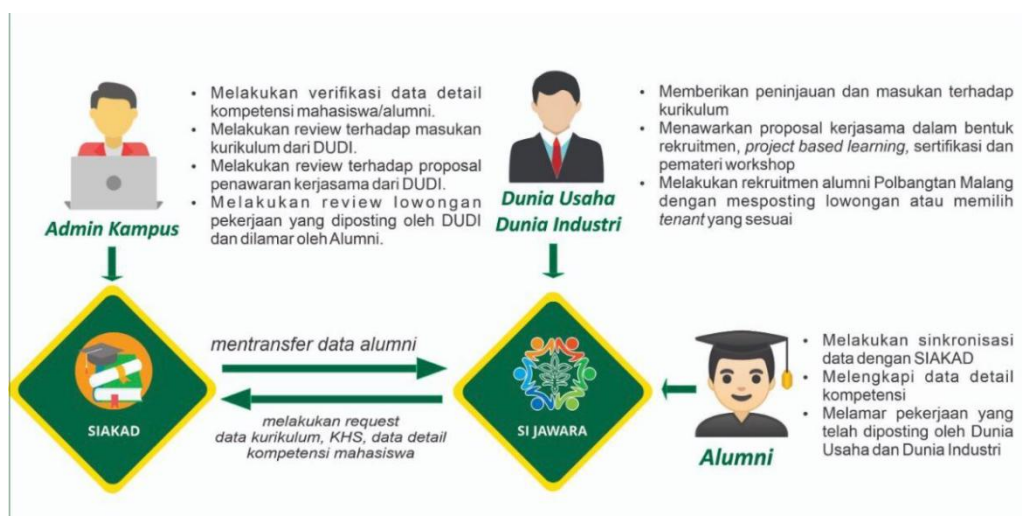 • Melakukan verifikasi data detail
kompetensi mahasiswa/alumni.
• Melakukan review terhadap masukan
kurikulum dari DUDI.
• Melakukan review terhadap proposal
penawaran kerjasama dari DUDI.
• Melakukan review lowongan
pekerjaan yang diposting oleh DUDI
dan dilamar oleh Alumni.
Admin Kampus
• Memberikan peninjauan dan masukan terhadap
kurikulum
• Menawarkan proposal kerjasama dalam bentuk
rekruitmen, project based learning, sertifikasi dan
pemateri workshop
• Melakukan rekruitmen alumni Polbangtan Malang
dengan mesposting lowongan atau memilih
tenant yang sesuai
Dunia Usaha
Dunia Industri
SIAKAD
mentransfer data alumni
melakukan request
data kurikulum, KHS, data detail
kompetensi mahasiswa
SI JAWARA
Alumni
• Melakukan sinkronisasi
data dengan SIAKAD
• Melengkapi data detail
kompetensi
• Melamar pekerjaan yang
telah diposting oleh Dunia
Usaha dan Dunia Industri